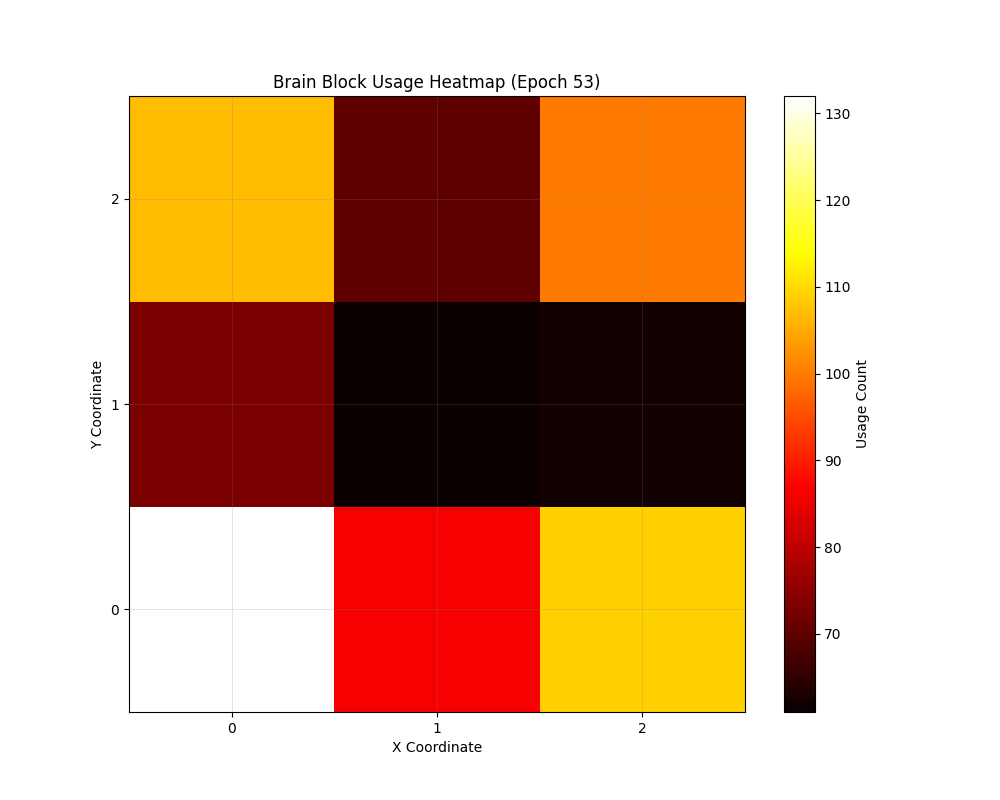 Brain Block Usage Heatmap (Epoch 53)
2
1
0
Y Coordinate
0 1 2
X Coordinate
130
120
110
100
90
80
70
Usage Count